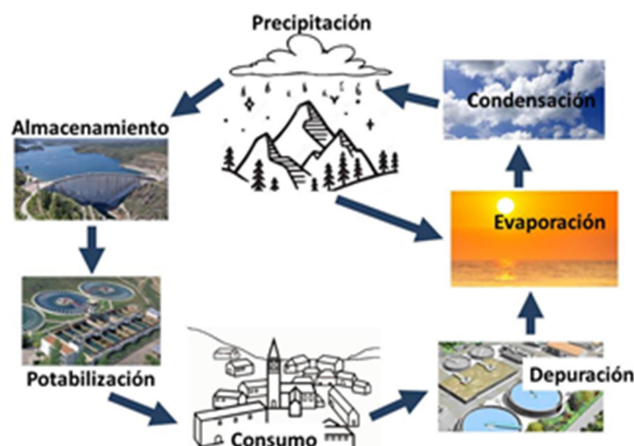 Precipitación
Condensación
Almacenamiento
Evaporación
Potabilización
Depuración
Consumo